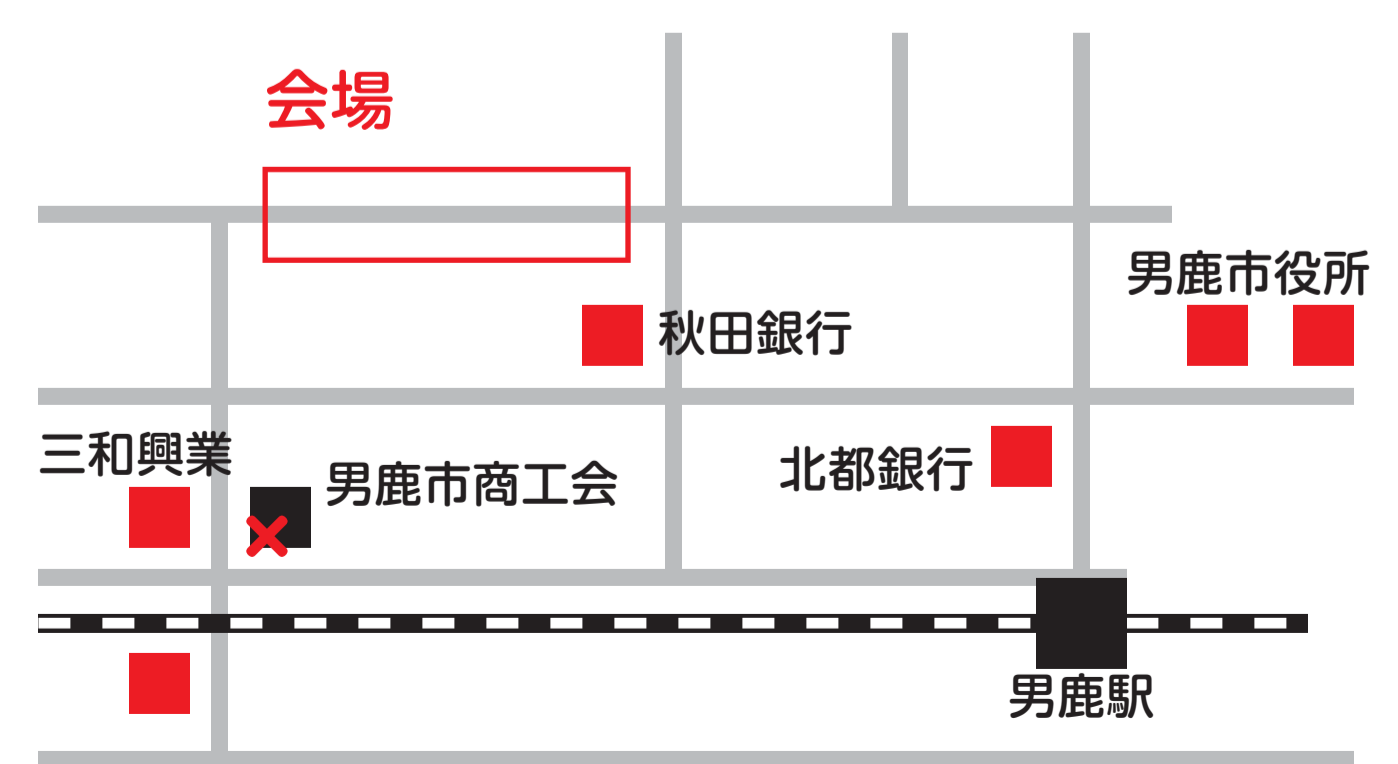 会場
男鹿市役所
秋田銀行
三和興業
男鹿市商工会
北都銀行
男鹿駅